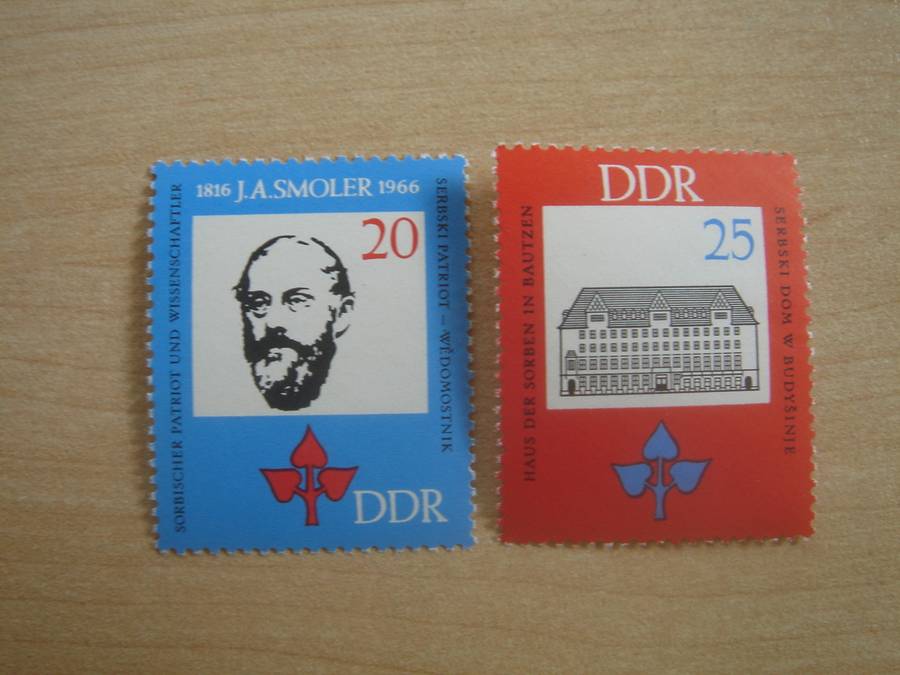 1816 J.A.SMOLER 1966
SORBISCHER PATRIOT UND WISSENSCHAFTLER
SERBSKI PATRIOT – WĚDOMOSTNIK
20
DDR
DDR
HAUS DER SORBEN IN BAUTZEN
SERBSKI DOM W BUDYŠINJE
25